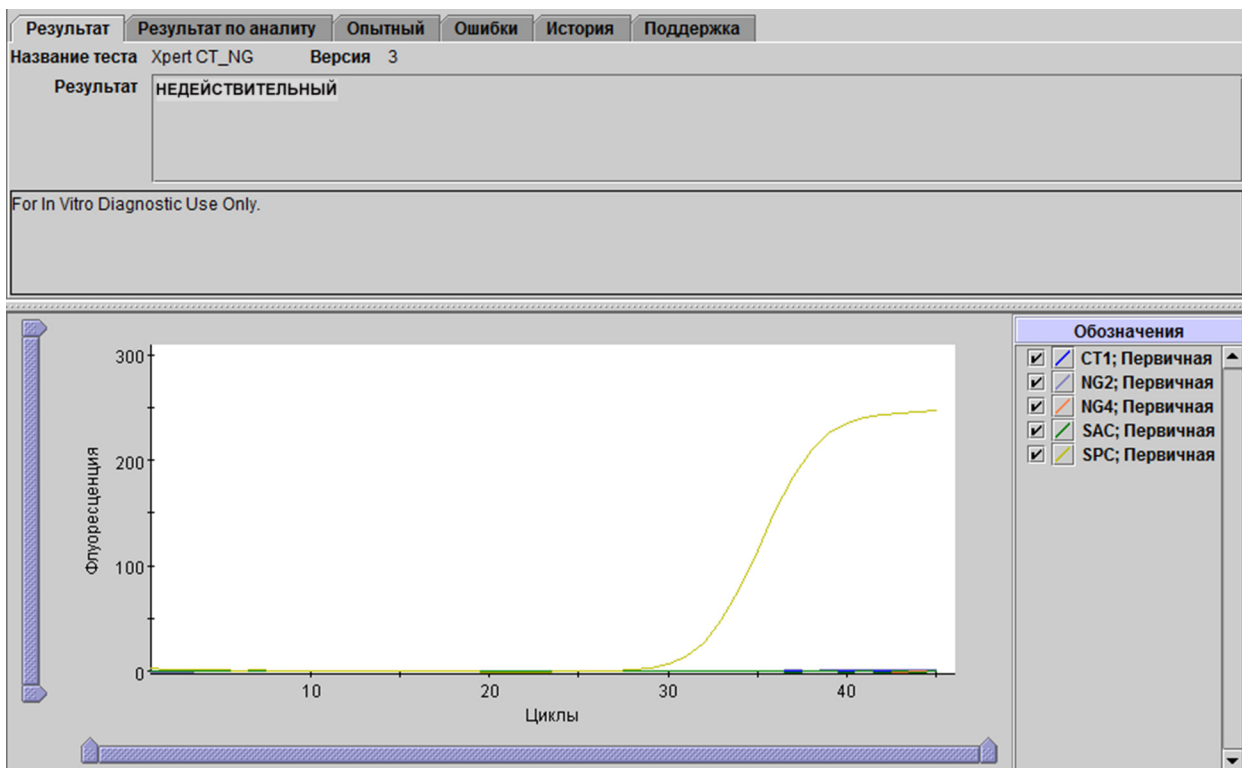 Результат Результат по аналиту Опытный Ошибки История Поддержка
Название теста Xpert CT_NG Версия 3
Результат НЕДЕЙСТВИТЕЛЬНЫЙ
For In Vitro Diagnostic Use Only.
Обозначения
CT1; Первичная
NG2; Первичная
NG4; Первичная
SAC; Первичная
SPC; Первичная
300
200
100
0
Флуоресценция
10 20 30 40
Циклы